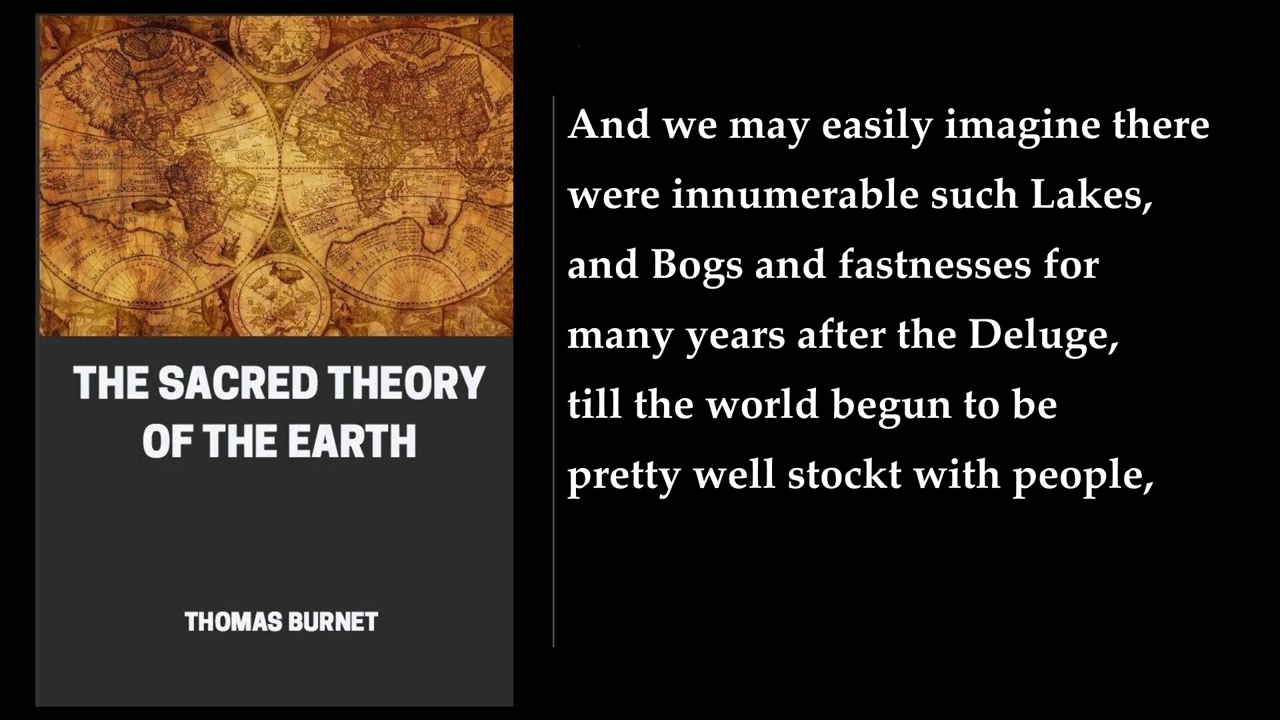 THE SACRED THEORY
OF THE EARTH
THOMAS BURNET
And we may easily imagine there
were innumerable such Lakes,
and Bogs and fastnesses for
many years after the Deluge,
till the world begun to be
pretty well stockt with people,